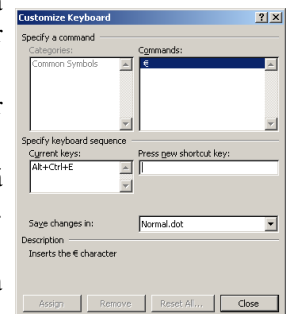 Customize Keyboard
Specify a command
Categories: Commands:
Common Symbols €
Specify keyboard sequence
Current keys: Press new shortcut key:
Alt+Ctrl+E
Save changes in: Normal.dot
Description
Inserts the € character
Assign Remove Reset All... Close